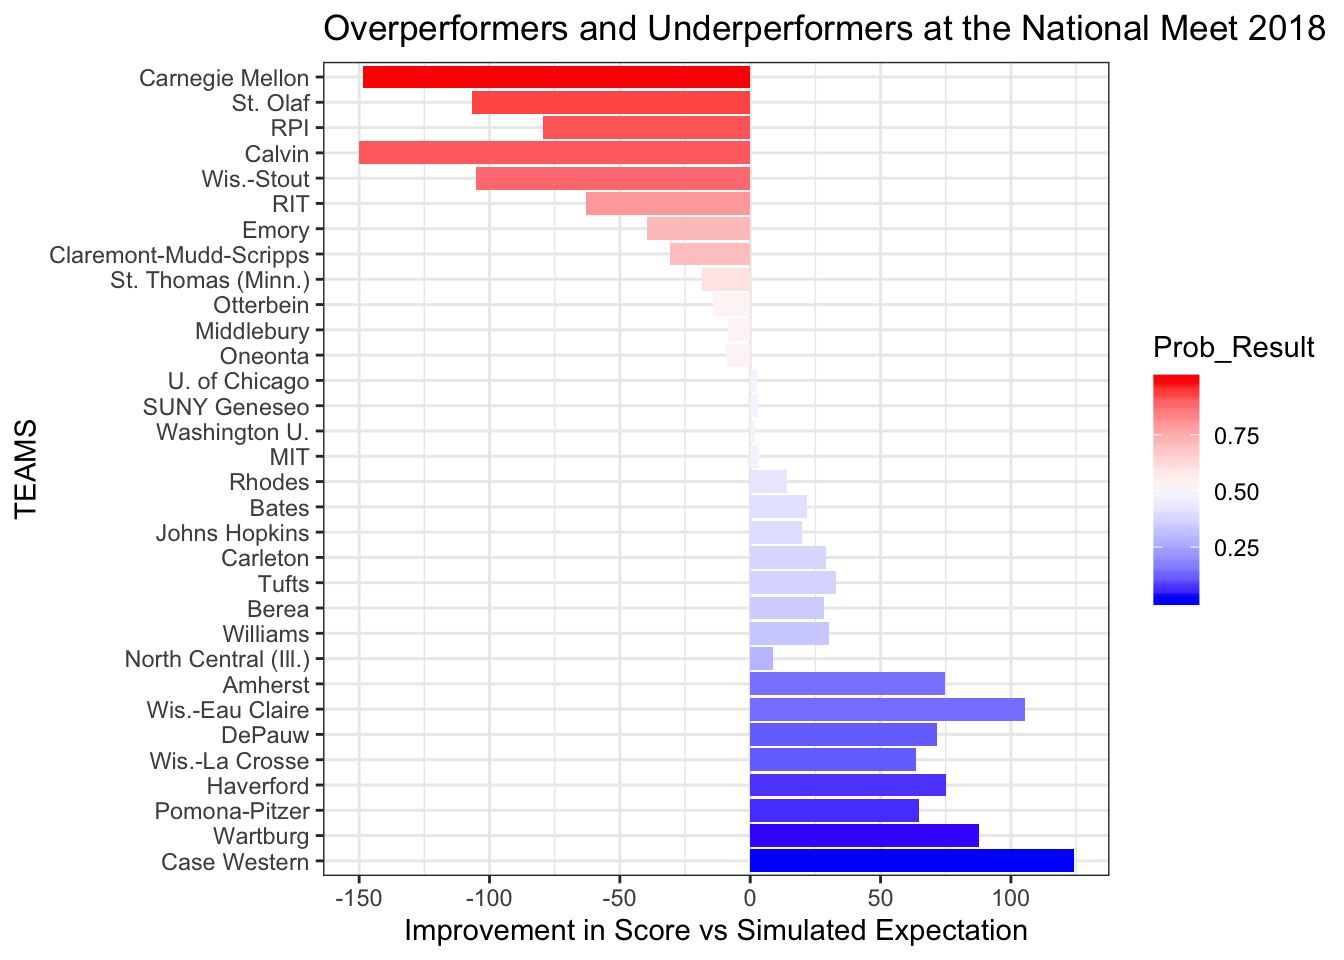 Overperformers and Underperformers at the National Meet 2018
Carnegie Mellon
St. Olaf
RPI
Calvin
Wis.-Stout
RIT
Emory
Claremont-Mudd-Scripps
St. Thomas (Minn.)
Otterbein
Middlebury
Oneonta
U. of Chicago
SUNY Geneseo
Washington U.
MIT
Rhodes
Bates
Johns Hopkins
Carleton
Tufts
Berea
Williams
North Central (Ill.)
Amherst
Wis.-Eau Claire
DePauw
Wis.-La Crosse
Haverford
Pomona-Pitzer
Wartburg
Case Western
TEAMS
-150 -100 -50 0 50 100
Improvement in Score vs Simulated Expectation
Prob_Result
0.75
0.50
0.25